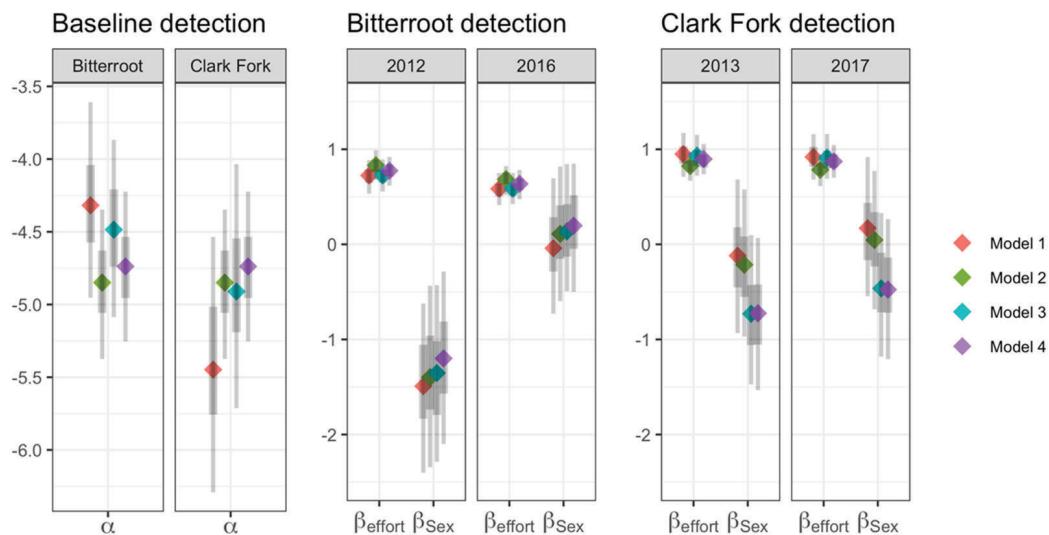 Baseline detection
Bitterroot detection
Clark Fork detection
Bitterroot
Clark Fork
2012
2016
2013
2017
-3.5
-4.0
-4.5
-5.0
-5.5
-6.0
1
0
-1
-2
1
0
-1
-2
α
α
βeffort βSex
βeffort βSex
βeffort βSex
βeffort βSex
Model 1
Model 2
Model 3
Model 4